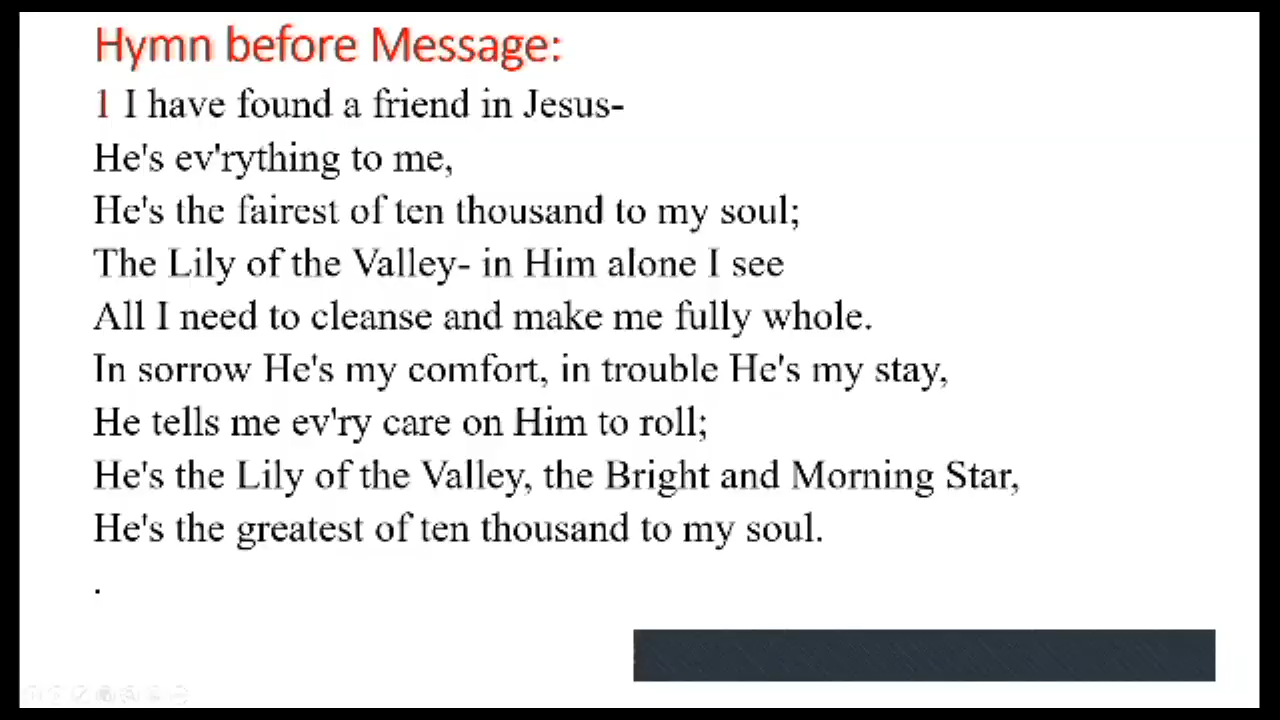 Hymn before Message:
1 I have found a friend in Jesus-
He's ev'rything to me,
He's the fairest of ten thousand to my soul;
The Lily of the Valley- in Him alone I see
All I need to cleanse and make me fully whole.
In sorrow He's my comfort, in trouble He's my stay,
He tells me ev'ry care on Him to roll;
He's the Lily of the Valley, the Bright and Morning Star,
He's the greatest of ten thousand to my soul.
.